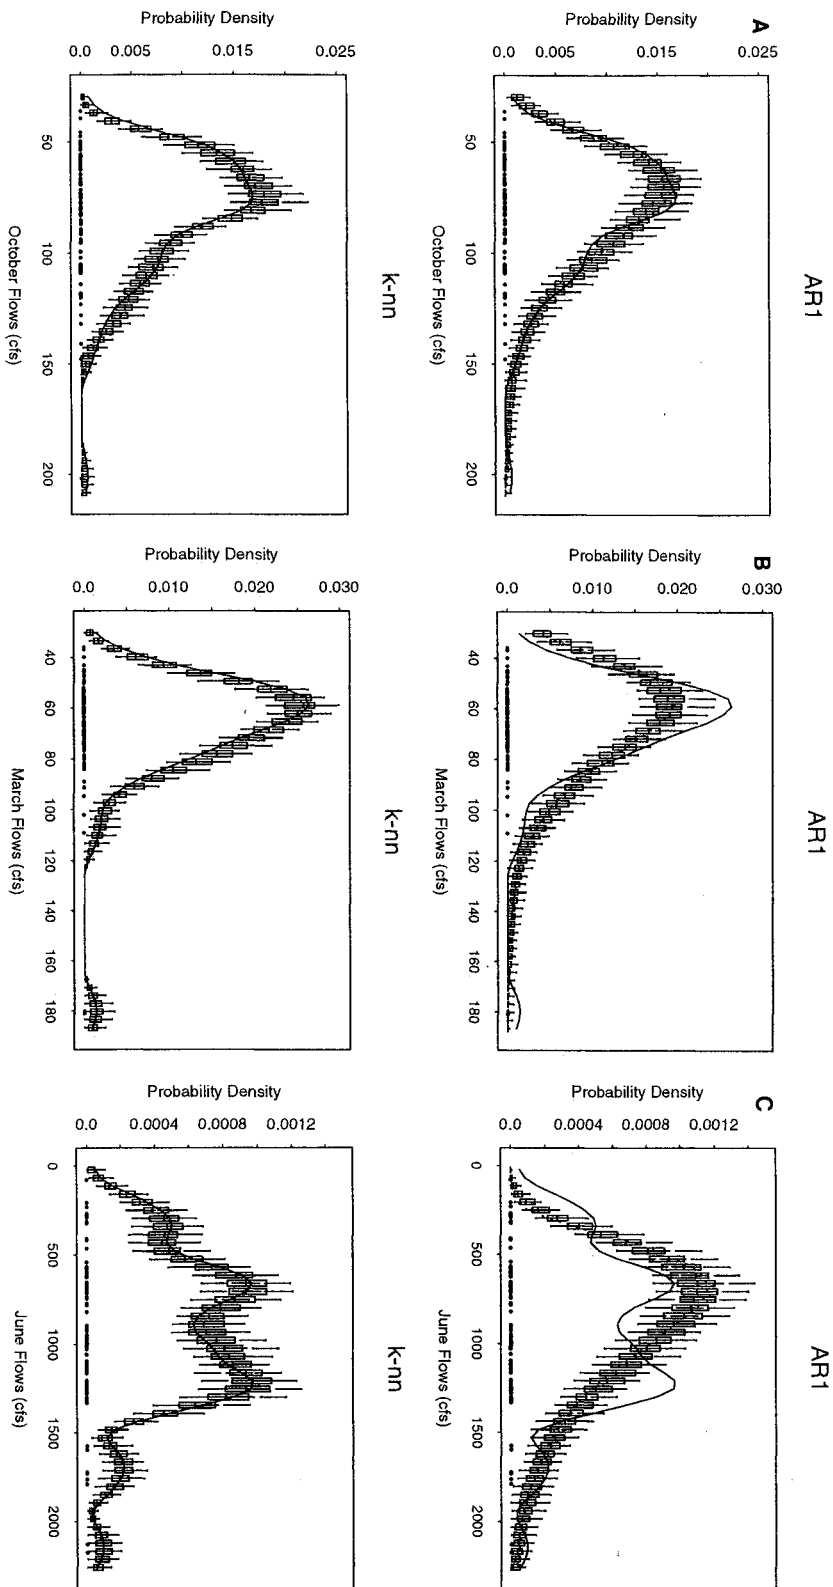 A
AR1
Probability Density
0.0 0.005 0.015 0.025
50 100 150 200
October Flows (cfs)
k-nn
Probability Density
0.0 0.005 0.015 0.025
50 100 150 200
October Flows (cfs)
B
AR1
Probability Density
0.0 0.010 0.020 0.030
40 60 80 100 120 140 160 180
March Flows (cfs)
k-nn
Probability Density
0.0 0.010 0.020 0.030
40 60 80 100 120 140 160 180
March Flows (cfs)
C
AR1
Probability Density
0.0 0.0004 0.0008 0.0012
0 500 1000 1500 2000
June Flows (cfs)
k-nn
Probability Density
0.0 0.0004 0.0008 0.0012
0 500 1000 1500 2000
June Flows (cfs)